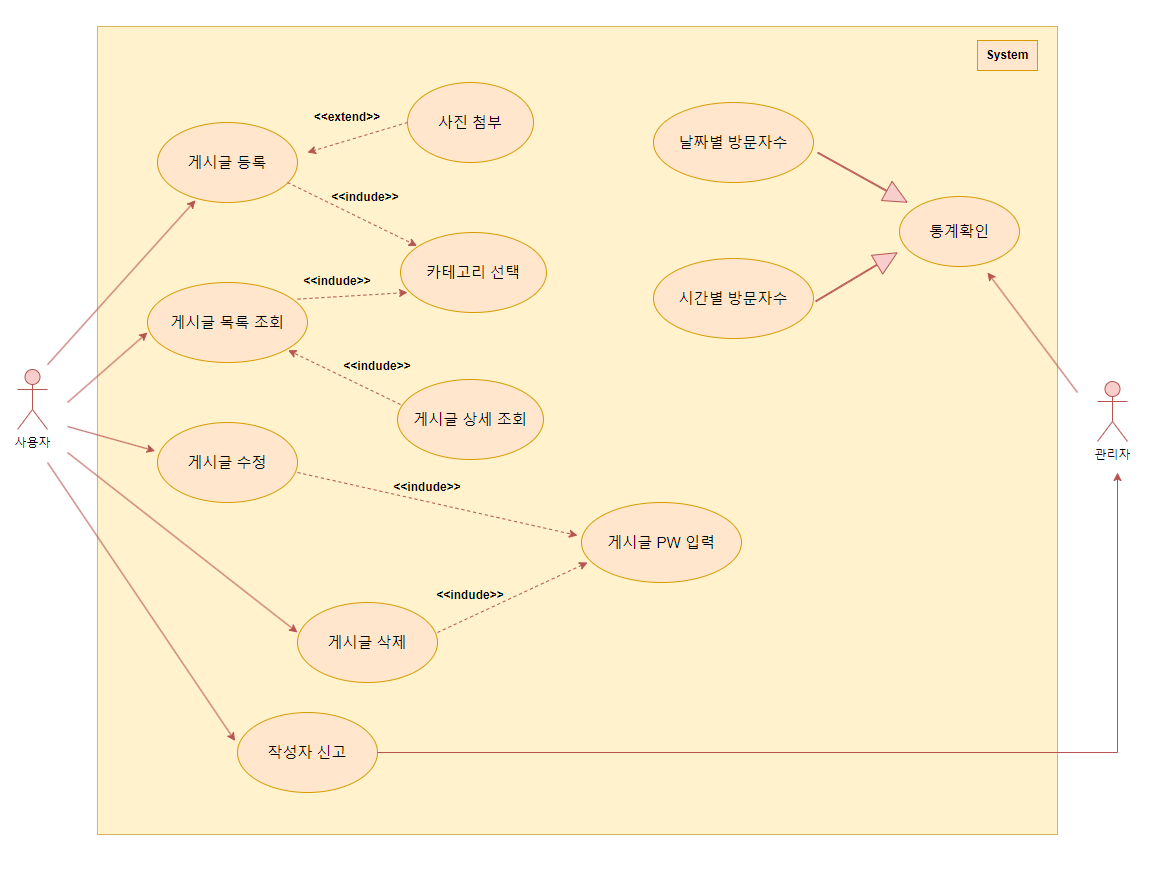 System
<<extend>>
사진 첨부
게시글 등록
날짜별 방문자수
<<indude>>
통계확인
카테고리 선택
<<indude>>
시간별 방문자수
게시글 목록 조회
<<indude>>
게시글 상세 조회
사용자
관리자
게시글 수정
<<indude>>
게시글 PW 입력
<<indude>>
게시글 삭제
작성자 신고